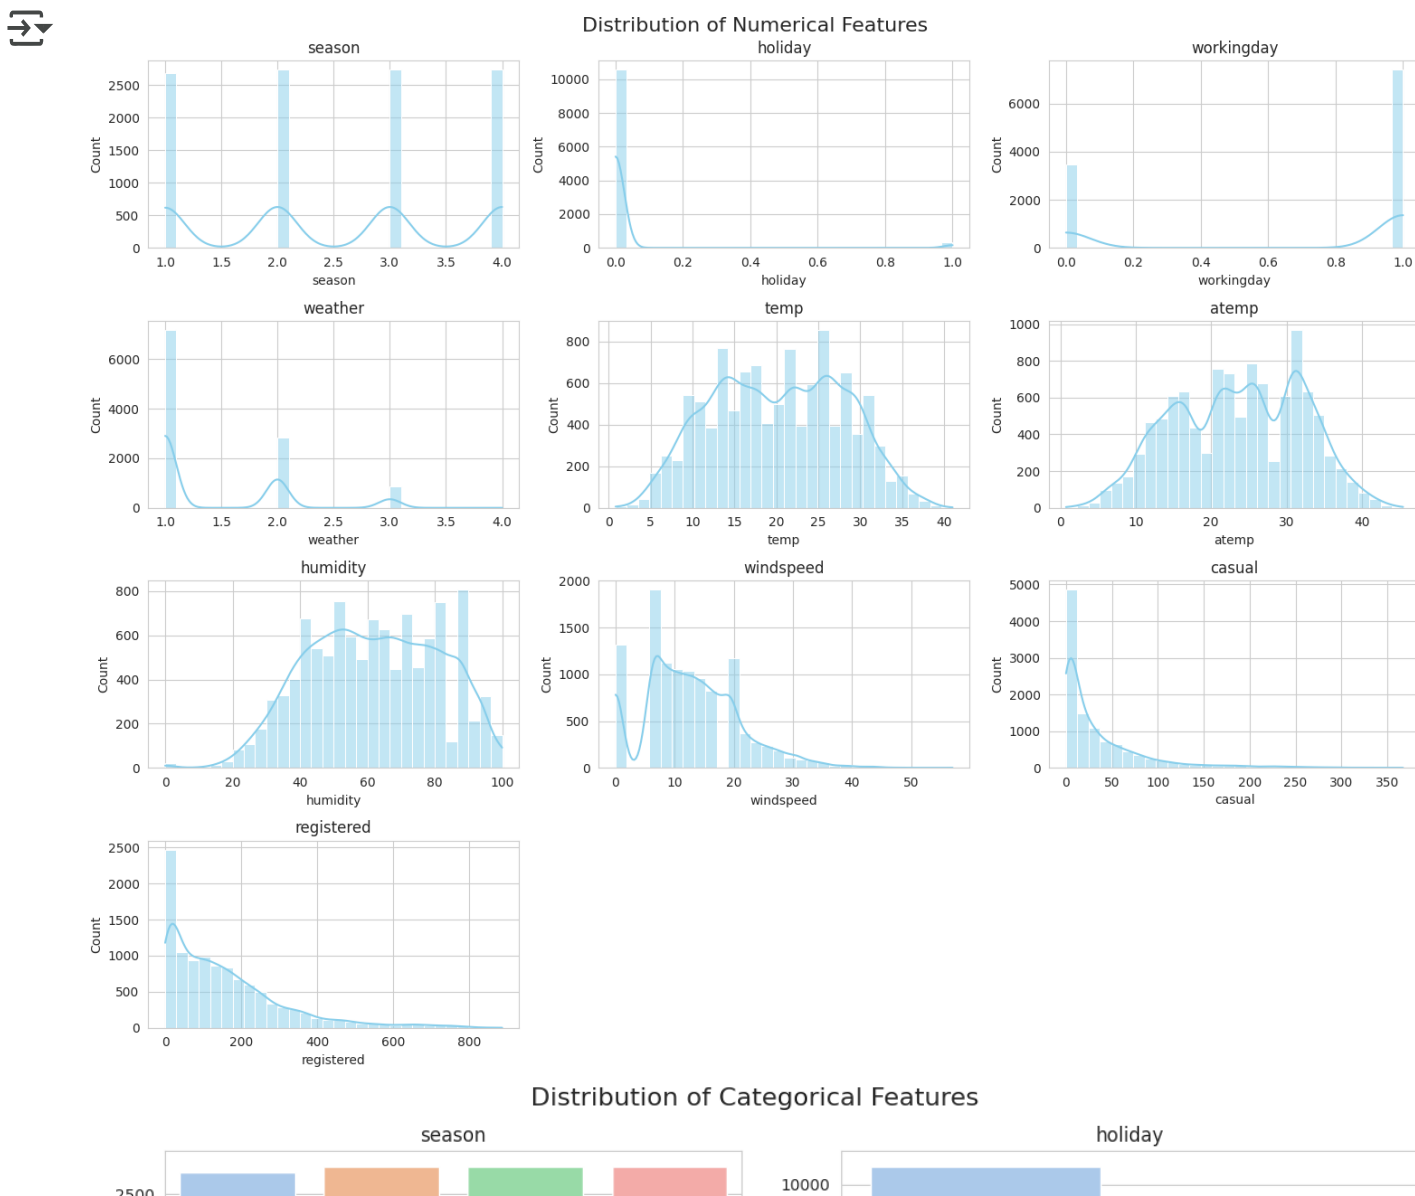 Distribution of Numerical Features
season holiday workingday
Count 2500 2000 1500 1000 500 0
1.0 1.5 2.0 2.5 3.0 3.5 4.0
season
Count 10000 8000 6000 4000 2000 0
0.0 0.2 0.4 0.6 0.8 1.0
holiday
Count 6000 4000 2000 0
0.0 0.2 0.4 0.6 0.8 1.0
workingday
weather temp atemp
Count 6000 4000 2000 0
1.0 1.5 2.0 2.5 3.0 3.5 4.0
weather
Count 800 600 400 200 0
0 5 10 15 20 25 30 35 40
temp
Count 1000 800 600 400 200 0
0 10 20 30 40
atemp
humidity windspeed casual
Count 800 600 400 200 0
0 20 40 60 80 100
humidity
Count 2000 1500 1000 500 0
0 10 20 30 40 50
windspeed
Count 5000 4000 3000 2000 1000 0
0 50 100 150 200 250 300 350
casual
registered
Count 2500 2000 1500 1000 500 0
0 200 400 600 800
registered
Distribution of Categorical Features
season holiday
2500 10000